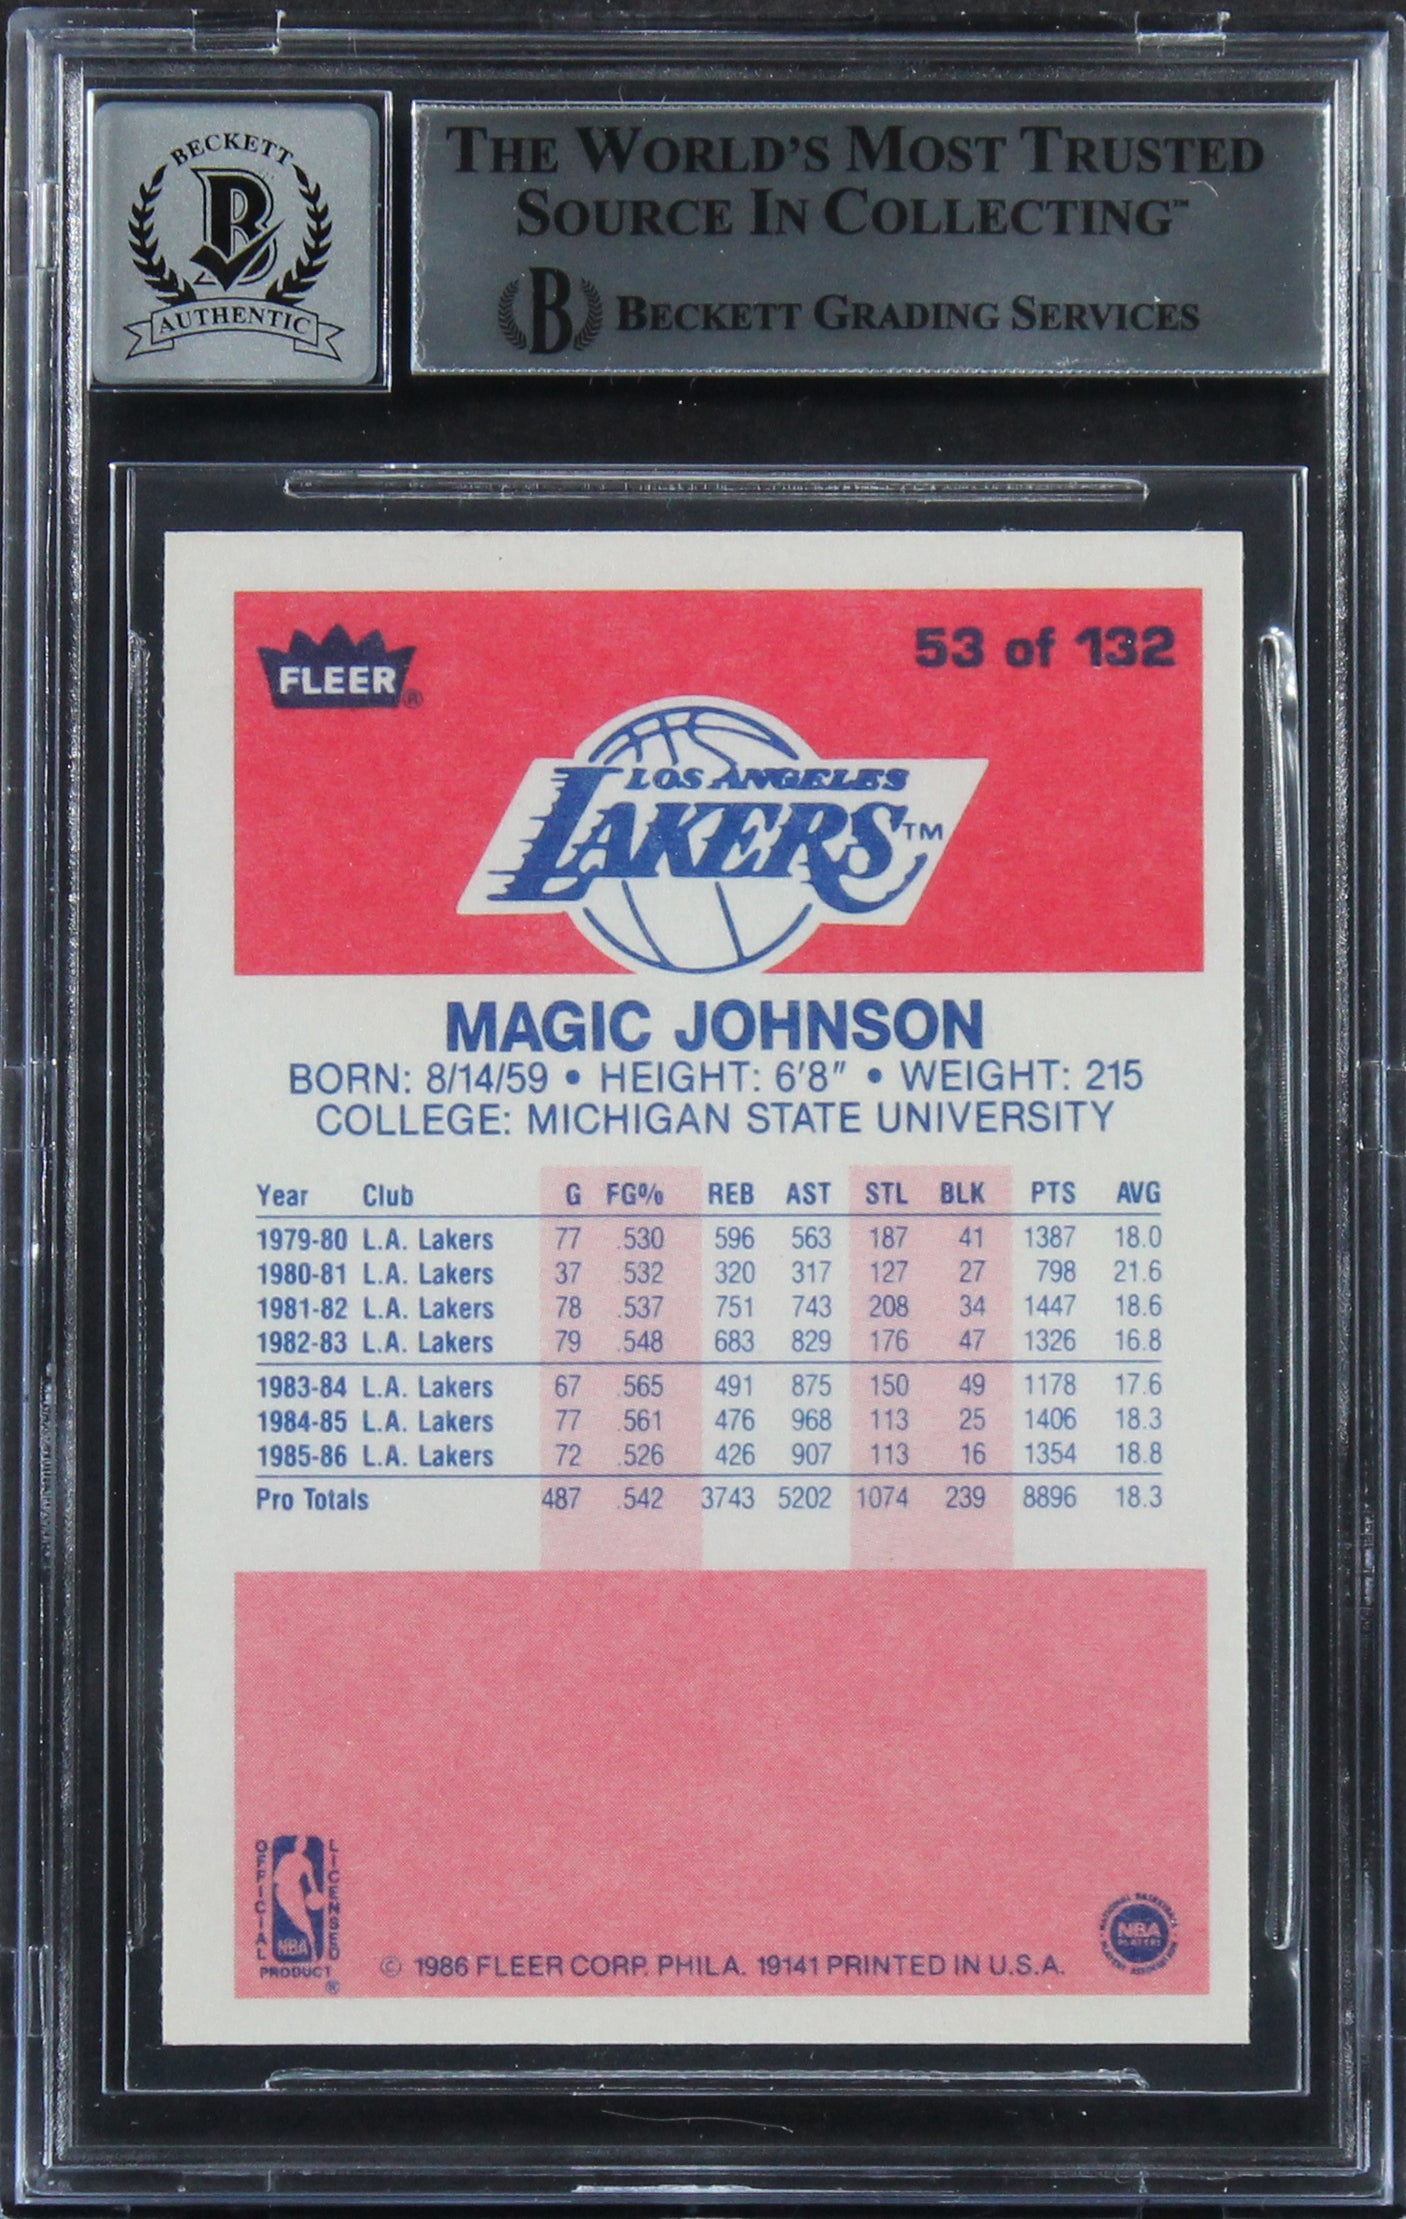 BECKETT
AUTHENTIC
THE WORLD'S MOST TRUSTED
SOURCE IN COLLECTING™
B BECKETT GRADING SERVICES
FLEER®
53 of 132
LOS ANGELES
LAKERS™
MAGIC JOHNSON
BORN: 8/14/59 • HEIGHT: 6'8" • WEIGHT: 215
COLLEGE: MICHIGAN STATE UNIVERSITY
Year Club G FG% REB AST STL BLK PTS AVG
1979-80 L.A. Lakers 77 .530 596 563 187 41 1387 18.0
1980-81 L.A. Lakers 37 .532 320 317 127 27 798 21.6
1981-82 L.A. Lakers 78 .537 751 743 208 34 1447 18.6
1982-83 L.A. Lakers 79 .548 683 829 176 47 1326 16.8
1983-84 L.A. Lakers 67 .565 491 875 150 49 1178 17.6
1984-85 L.A. Lakers 77 .561 476 968 113 25 1406 18.3
1985-86 L.A. Lakers 72 .526 426 907 113 16 1354 18.8
Pro Totals 487 .542 3743 5202 1074 239 8896 18.3
OFFICIAL
LICENSED
NBA
PRODUCT®
© 1986 FLEER CORP. PHILA. 19141 PRINTED IN U.S.A.
NATIONAL BASKETBALL
NBA
PLAYERS
PLAYERS ASSOCIATION